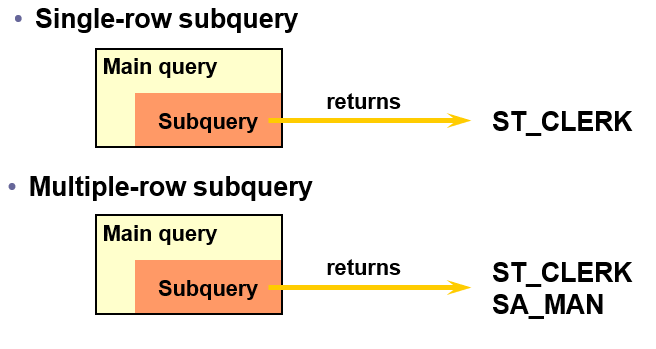 • Single-row subquery
Main query
Subquery
returns
ST_CLERK
• Multiple-row subquery
Main query
Subquery
returns
ST_CLERK
SA_MAN